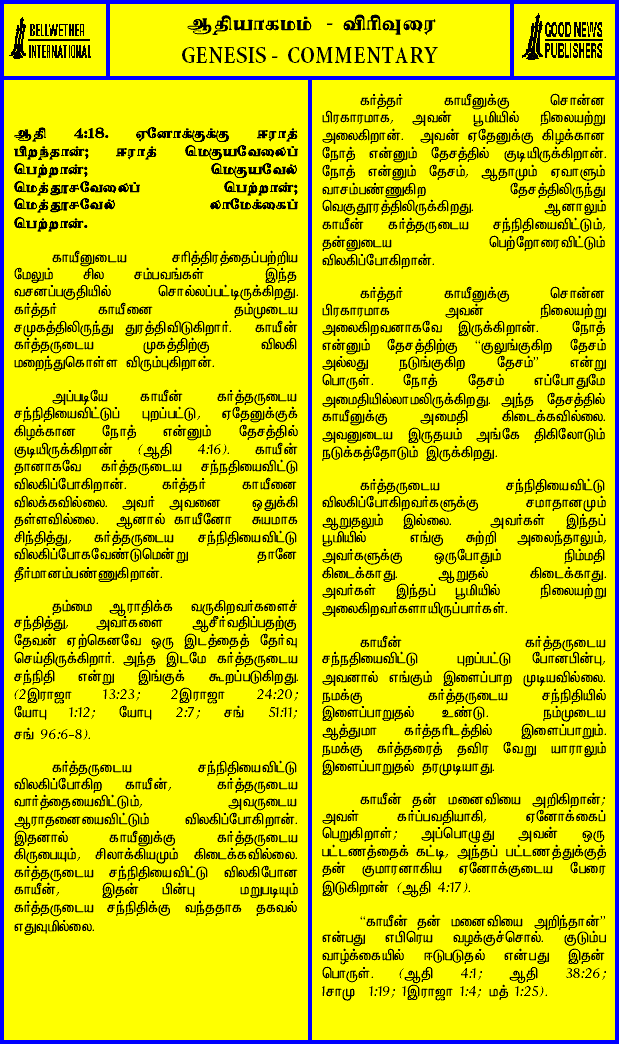 BELLWETHER
INTERNATIONAL
ஆதியாகமம் - விரிவுரை
GENESIS - COMMENTARY
GOOD NEWS
PUBLISHERS
ஆதி 4:18. ஏனோக்குக்கு ஈராத்
பிறந்தான்; ஈராத் மெகுயவேலைப்
பெற்றான்; மெகுயவேல்
மெத்தூசவேலைப் பெற்றான்;
மெத்தூசவேல் லாமேக்கைப்
பெற்றான்.
காயீனுடைய சரித்திரத்தைப்பற்றிய
மேலும் சில சம்பவங்கள் இந்த
வசனப்பகுதியில் சொல்லப்பட்டிருக்கிறது.
கர்த்தர் காயீனை தம்முடைய
சமுகத்திலிருந்து துரத்திவிடுகிறார். காயீன்
கர்த்தருடைய முகத்திற்கு விலகி
மறைந்துகொள்ள விரும்புகிறான்.
அப்படியே காயீன் கர்த்தருடைய
சந்நிதியைவிட்டுப் புறப்பட்டு, ஏதேனுக்குக்
கிழக்கான நோத் என்னும் தேசத்தில்
குடியிருக்கிறான் (ஆதி 4:16). காயீன்
தானாகவே கர்த்தருடைய சந்நதியைவிட்டு
விலகிப்போகிறான். கர்த்தர் காயீனை
விலக்கவில்லை. அவர் அவனை ஒதுக்கி
தள்ளவில்லை. ஆனால் காயீனோ சுயமாக
சிந்தித்து, கர்த்தருடைய சந்நிதியைவிட்டு
விலகிப்போகவேண்டுமென்று தானே
தீர்மானம்பண்ணுகிறான்.
தம்மை ஆராதிக்க வருகிறவர்களைச்
சந்தித்து, அவர்களை ஆசீர்வதிப்பதற்கு
தேவன் ஏற்கெனவே ஒரு இடத்தைத் தேர்வு
செய்திருக்கிறார். அந்த இடமே கர்த்தருடைய
சந்நிதி என்று இங்குக் கூறப்படுகிறது.
(2இராஜா 13:23; 2இராஜா 24:20;
யோபு 1:12; யோபு 2:7; சங் 51:11;
சங் 96:6-8).
கர்த்தருடைய சந்நிதியைவிட்டு
விலகிப்போகிற காயீன், கர்த்தருடைய
வார்த்தையைவிட்டும், அவருடைய
ஆராதனையைவிட்டும் விலகிப்போகிறான்.
இதனால் காயீனுக்கு கர்த்தருடைய
கிருபையும், சிலாக்கியமும் கிடைக்கவில்லை.
கர்த்தருடைய சந்நிதியைவிட்டு விலகிபோன
காயீன், இதன் பின்பு மறுபடியும்
கர்த்தருடைய சந்நிதிக்கு வந்ததாக தகவல்
எதுவுமில்லை.
கர்த்தர் காயீனுக்கு சொன்ன
பிரகாரமாக, அவன் பூமியில் நிலையற்று
அலைகிறான். அவன் ஏதேனுக்கு கிழக்கான
நோத் என்னும் தேசத்தில் குடியிருக்கிறான்.
நோத் என்னும் தேசம், ஆதாமும் ஏவாளும்
வாசம்பண்ணுகிற தேசத்திலிருந்து
வெகுதூரத்திலிருக்கிறது. ஆனாலும்
காயீன் கர்த்தருடைய சந்நிதியைவிட்டும்,
தன்னுடைய பெற்றோரைவிட்டும்
விலகிப்போகிறான்.
கர்த்தர் காயீனுக்கு சொன்ன
பிரகாரமாக அவன் நிலையற்று
அலைகிறவனாகவே இருக்கிறான். நோத்
என்னும் தேசத்திற்கு “குலுங்குகிற தேசம்
அல்லது நடுங்குகிற தேசம்” என்று
பொருள். நோத் தேசம் எப்போதுமே
அமைதியில்லாமலிருக்கிறது. அந்த தேசத்தில்
காயீனுக்கு அமைதி கிடைக்கவில்லை.
அவனுடைய இருதயம் அங்கே திகிலோடும்
நடுக்கத்தோடும் இருக்கிறது.
கர்த்தருடைய சந்நிதியைவிட்டு
விலகிப்போகிறவர்களுக்கு சமாதானமும்
ஆறுதலும் இல்லை. அவர்கள் இந்தப்
பூமியில் எங்கு சுற்றி அலைந்தாலும்,
அவர்களுக்கு ஒருபோதும் நிம்மதி
கிடைக்காது. ஆறுதல் கிடைக்காது.
அவர்கள் இந்தப் பூமியில் நிலையற்று
அலைகிறவர்களாயிருப்பார்கள்.
காயீன் கர்த்தருடைய
சந்நதியைவிட்டு புறப்பட்டு போனபின்பு,
அவனால் எங்கும் இளைப்பாற முடியவில்லை.
நமக்கு கர்த்தருடைய சந்நிதியில்
இளைப்பாறுதல் உண்டு. நம்முடைய
ஆத்துமா கர்த்தரிடத்தில் இளைப்பாறும்.
நமக்கு கர்த்தரைத் தவிர வேறு யாராலும்
இளைப்பாறுதல் தரமுடியாது.
காயீன் தன் மனைவியை அறிகிறான்;
அவள் கர்ப்பவதியாகி, ஏனோக்கைப்
பெறுகிறாள்; அப்பொழுது அவன் ஒரு
பட்டணத்தைக் கட்டி, அந்தப் பட்டணத்துக்குத்
தன் குமாரனாகிய ஏனோக்குடைய பேரை
இடுகிறான் (ஆதி 4:17).
“காயீன் தன் மனைவியை அறிந்தான்”
என்பது எபிரெய வழக்குச்சொல். குடும்ப
வாழ்க்கையில் ஈடுபடுதல் என்பது இதன்
பொருள். (ஆதி 4:1; ஆதி 38:26;
1சாமு 1:19; 1இராஜா 1:4; மத் 1:25).